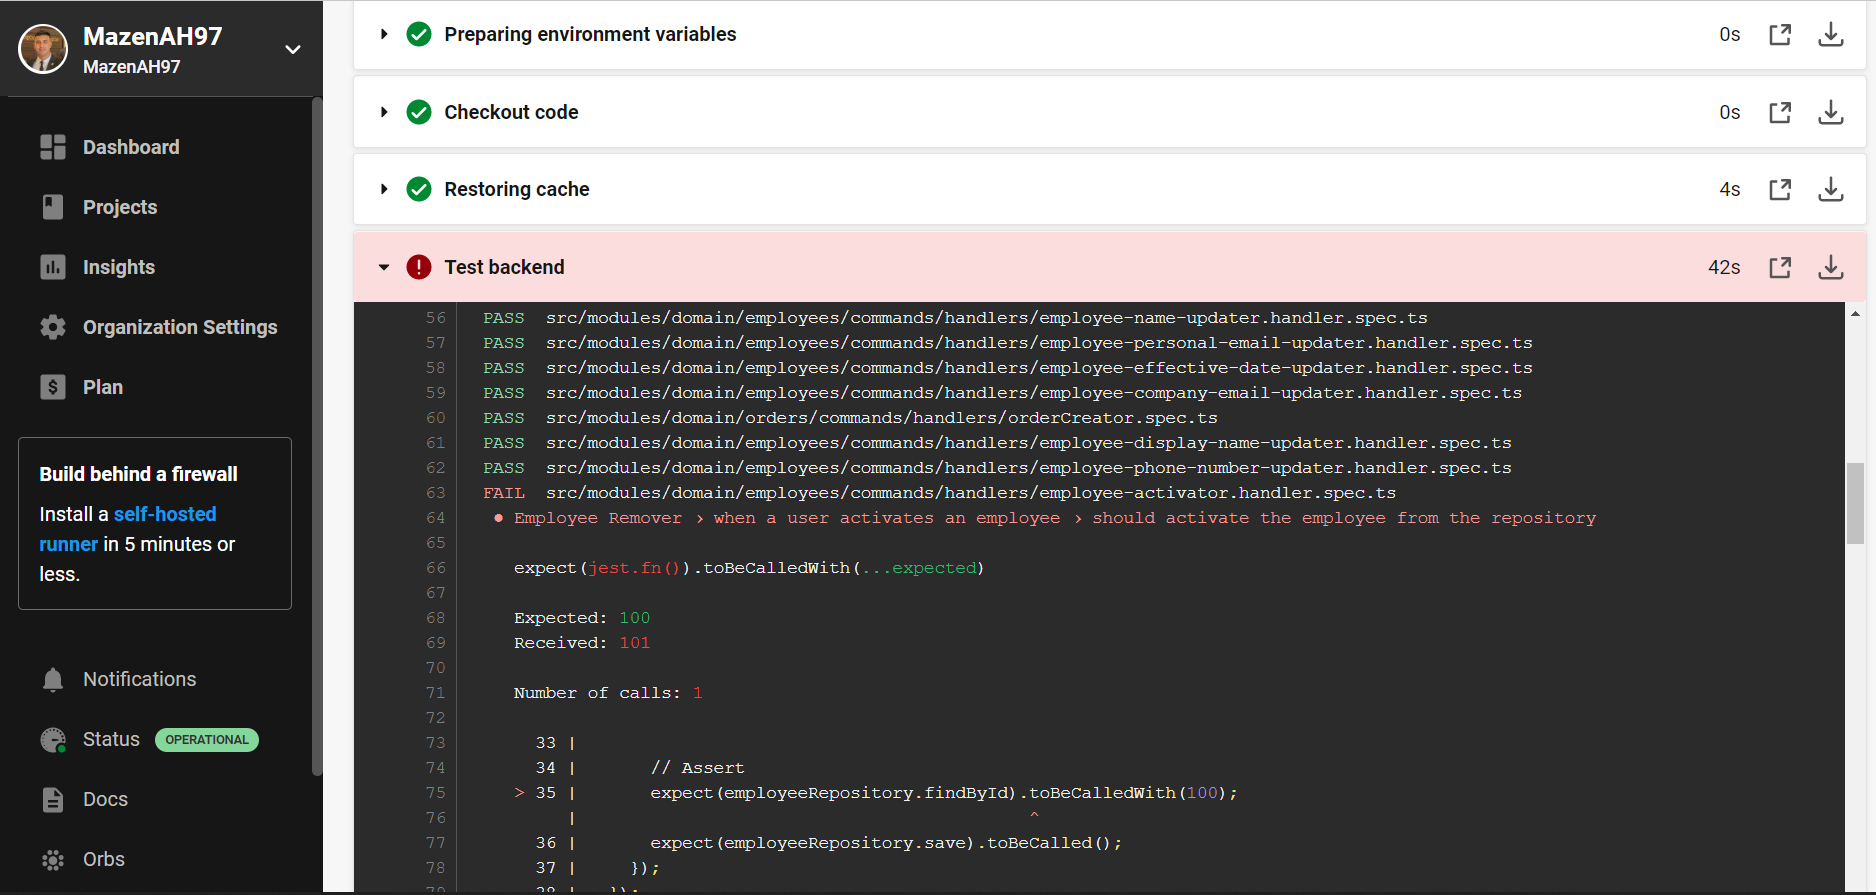 MazenAH97
MazenAH97
Dashboard
Projects
Insights
Organization Settings
Plan
Build behind a firewall
Install a self-hosted
runner in 5 minutes or
less.
Notifications
Status OPERATIONAL
Docs
Orbs
Preparing environment variables 0s
Checkout code 0s
Restoring cache 4s
Test backend 42s
56 PASS src/modules/domain/employees/commands/handlers/employee-name-updater.handler.spec.ts
57 PASS src/modules/domain/employees/commands/handlers/employee-personal-email-updater.handler.spec.ts
58 PASS src/modules/domain/employees/commands/handlers/employee-effective-date-updater.handler.spec.ts
59 PASS src/modules/domain/employees/commands/handlers/employee-company-email-updater.handler.spec.ts
60 PASS src/modules/domain/orders/commands/handlers/orderCreator.spec.ts
61 PASS src/modules/domain/employees/commands/handlers/employee-display-name-updater.handler.spec.ts
62 PASS src/modules/domain/employees/commands/handlers/employee-phone-number-updater.handler.spec.ts
63 FAIL src/modules/domain/employees/commands/handlers/employee-activator.handler.spec.ts
64 ● Employee Remover › when a user activates an employee › should activate the employee from the repository
65
66 expect(jest.fn()).toBeCalledWith(...expected)
67
68 Expected: 100
69 Received: 101
70
71 Number of calls: 1
72
73 33 |
74 34 | // Assert
75 > 35 | expect(employeeRepository.findById).toBeCalledWith(100);
76 | ^
77 36 | expect(employeeRepository.save).toBeCalled();
78 37 | });
79 38 | });